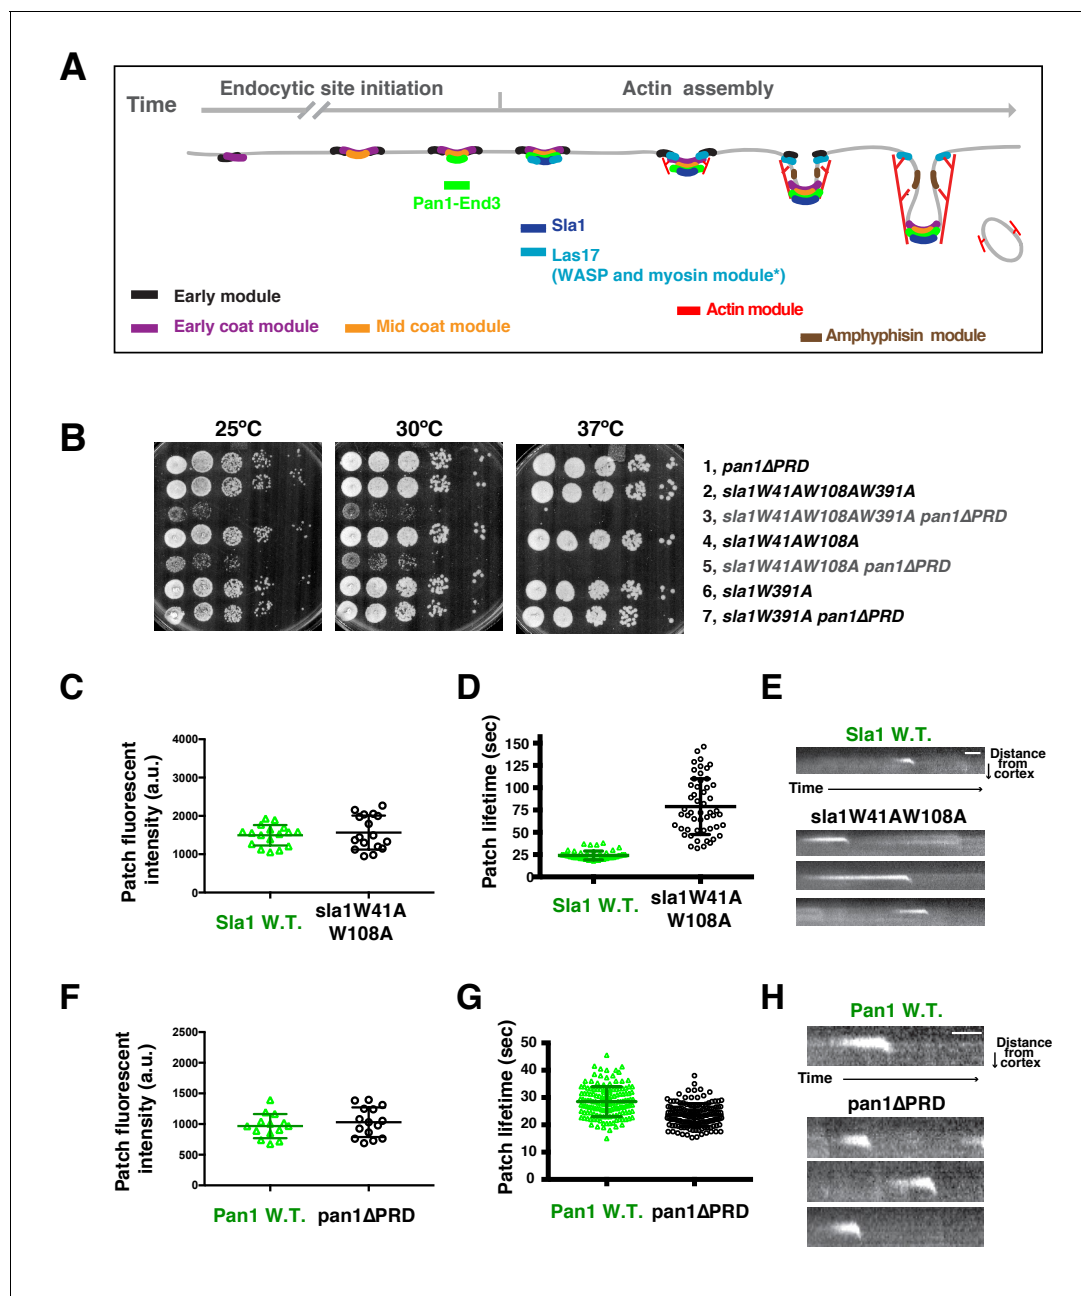 A
Time
Endocytic site initiation
Actin assembly
Pan1-End3
Sla1
Las17
(WASP and myosin module*)
Early module
Early coat module
Mid coat module
Actin module
Amphyphisin module
B
25ºC
30ºC
37ºC
1, pan1ΔPRD
2, sla1W41AW108AW391A
3, sla1W41AW108AW391A pan1ΔPRD
4, sla1W41AW108A
5, sla1W41AW108A pan1ΔPRD
6, sla1W391A
7, sla1W391A pan1ΔPRD
C
Patch fluorescent
intensity (a.u.)
4000
3000
2000
1000
0
Sla1 W.T.
sla1W41A
W108A
D
Patch lifetime (sec)
150
125
100
75
50
25
0
Sla1 W.T.
sla1W41A
W108A
E
Sla1 W.T.
Distance
from
cortex
Time
sla1W41AW108A
F
Patch fluorescent
intensity (a.u.)
2500
2000
1500
1000
500
0
Pan1 W.T.
pan1ΔPRD
G
Patch lifetime (sec)
50
40
30
20
10
0
Pan1 W.T.
pan1ΔPRD
H
Pan1 W.T.
Distance
from
cortex
Time
pan1ΔPRD